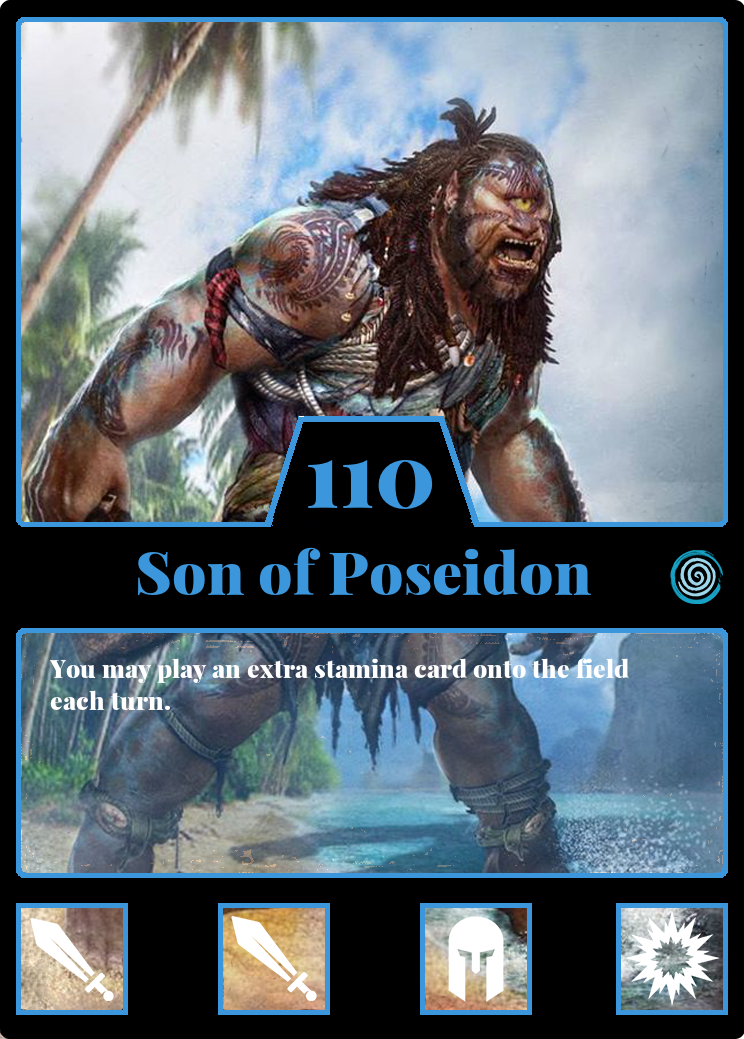 110
Son of Poseidon
You may play an extra stamina card onto the field
each turn.